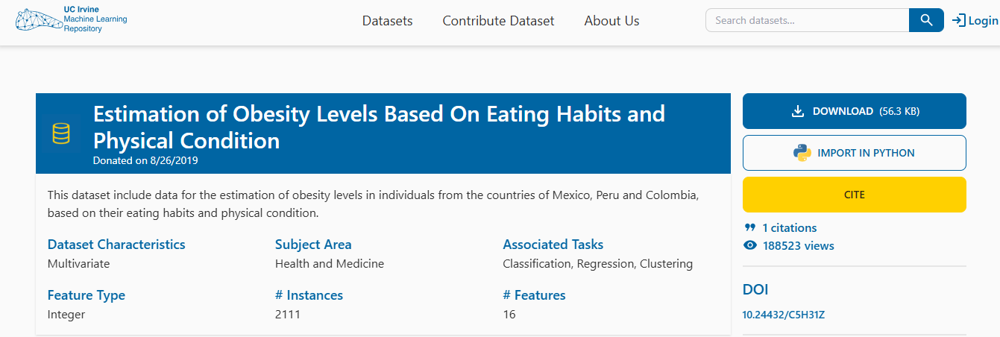 UC Irvine
Machine Learning
Repository
Datasets
Contribute Dataset
About Us
Search datasets...
Login
Estimation of Obesity Levels Based On Eating Habits and
Physical Condition
Donated on 8/26/2019
This dataset include data for the estimation of obesity levels in individuals from the countries of Mexico, Peru and Colombia,
based on their eating habits and physical condition.
Dataset Characteristics
Multivariate
Subject Area
Health and Medicine
Associated Tasks
Classification, Regression, Clustering
Feature Type
Integer
# Instances
2111
# Features
16
DOWNLOAD (56.3 KB)
IMPORT IN PYTHON
CITE
1 citations
188523 views
DOI
10.24432/C5H31Z